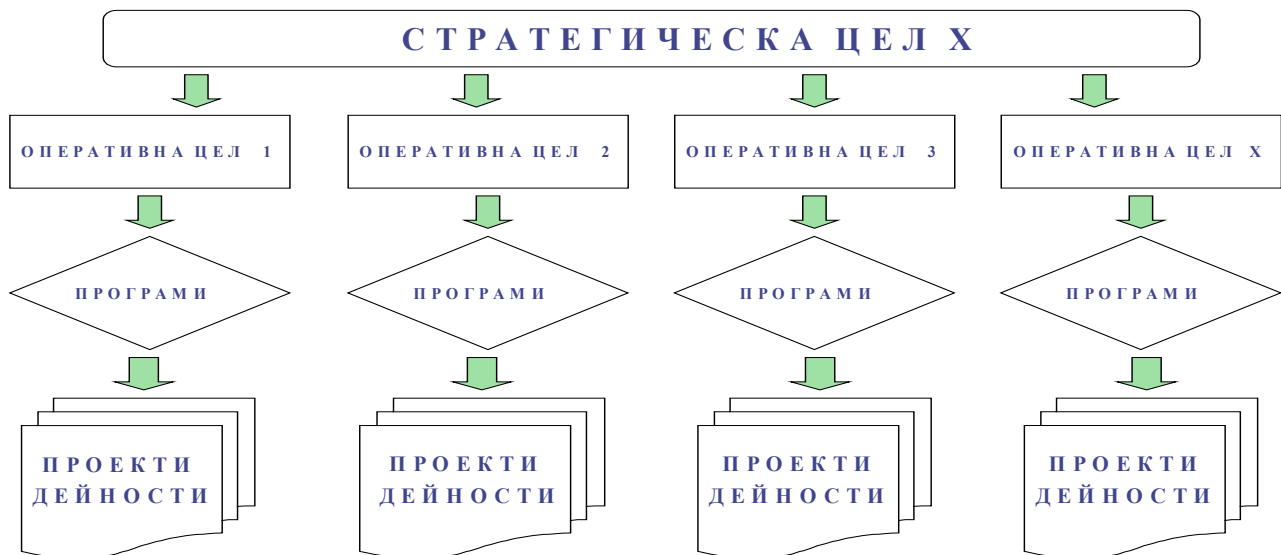 СТРАТЕГИЧЕСКА ЦЕЛ X
ОПЕРАТИВНА ЦЕЛ 1
ОПЕРАТИВНА ЦЕЛ 2
ОПЕРАТИВНА ЦЕЛ 3
ОПЕРАТИВНА ЦЕЛ X
ПРОГРАМИ
ПРОГРАМИ
ПРОГРАМИ
ПРОГРАМИ
ПРОЕКТИ
ДЕЙНОСТИ
ПРОЕКТИ
ДЕЙНОСТИ
ПРОЕКТИ
ДЕЙНОСТИ
ПРОЕКТИ
ДЕЙНОСТИ